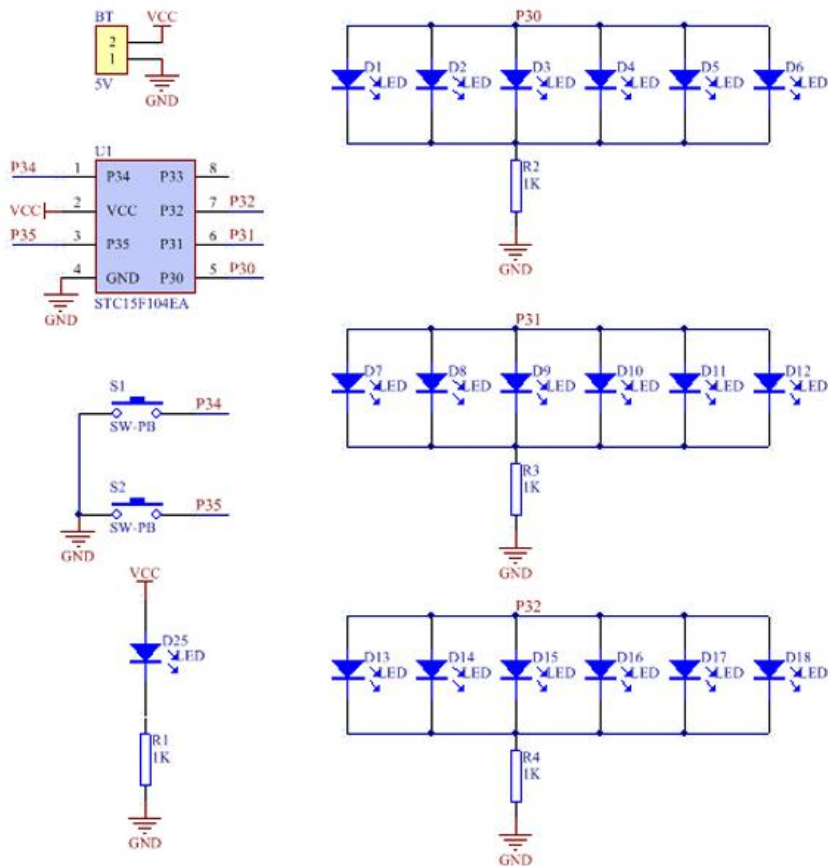 BT
VCC
2
1
5V
GND
U1
P34 1 P34 P33 8
VCC 2 VCC P32 7 P32
P35 3 P35 P31 6 P31
4 GND P30 5 P30
GND
STC15F104EA
S1
P34
SW-PB
S2
P35
SW-PB
GND
VCC
D25
LED
R1
1K
GND
P30
D1 D2 D3 D4 D5 D6
LED LED LED LED LED LED
R2
1K
GND
P31
D7 D8 D9 D10 D11 D12
LED LED LED LED LED LED
R3
1K
GND
P32
D13 D14 D15 D16 D17 D18
LED LED LED LED LED LED
R4
1K
GND